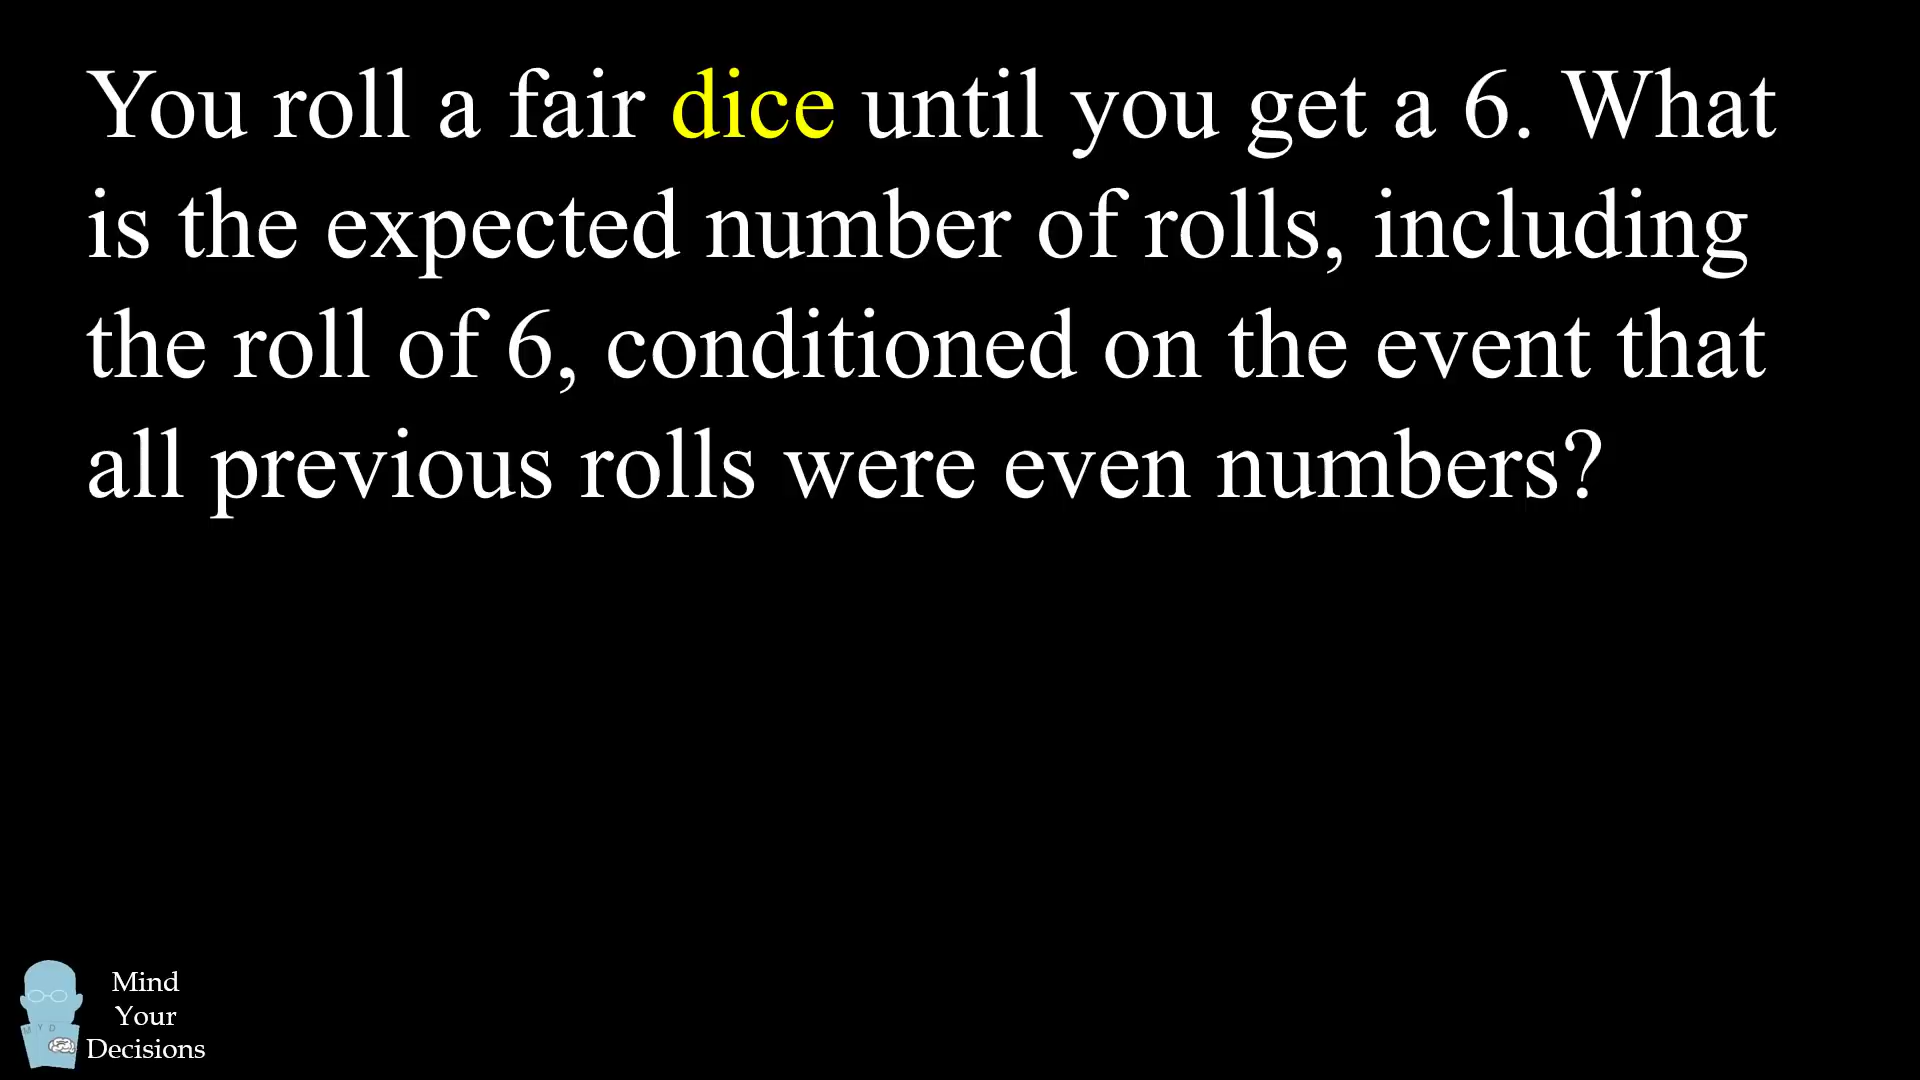 You roll a fair dice until you get a 6. What
is the expected number of rolls, including
the roll of 6, conditioned on the event that
all previous rolls were even numbers?
M Y D
Mind
Your
Decisions